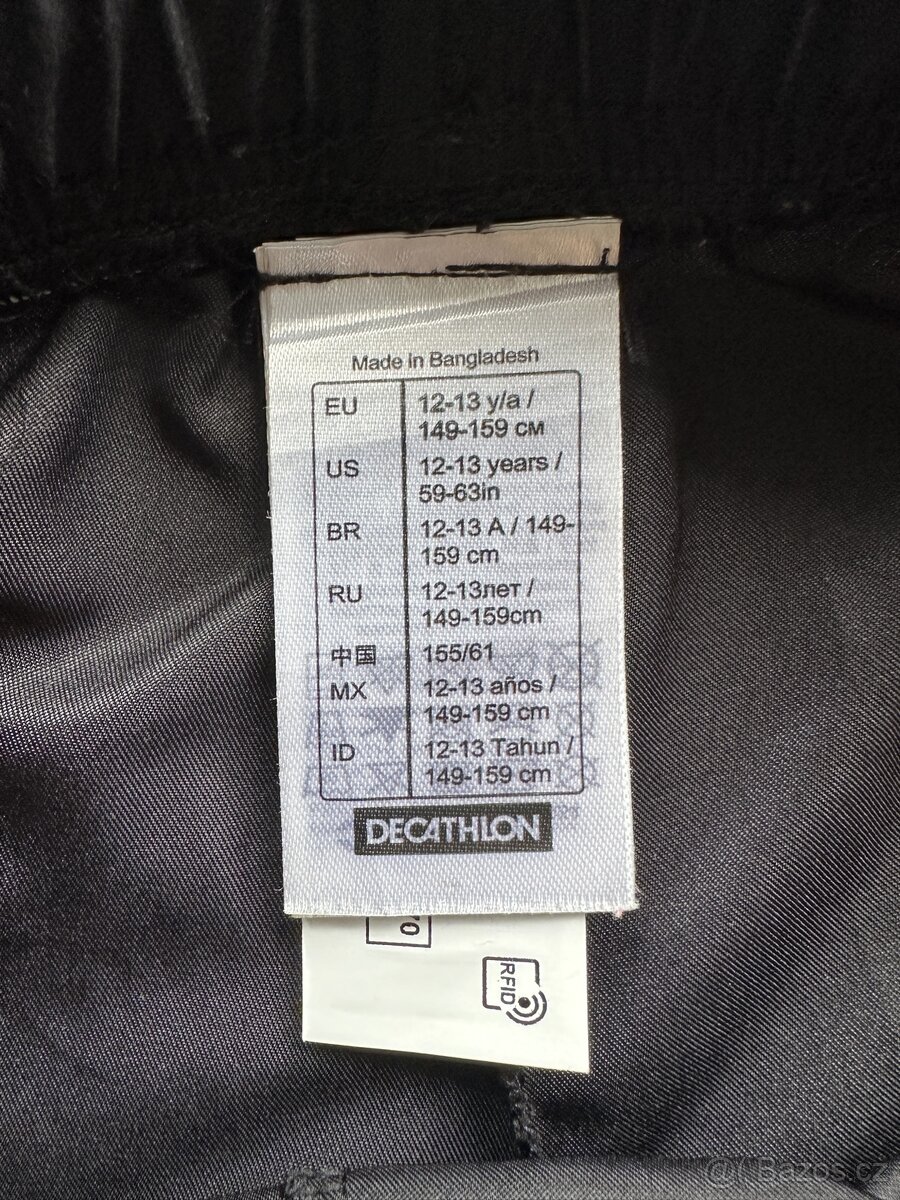 Made in Bangladesh
EU 12-13 y/a /
149-159 см
US 12-13 years /
59-63in
BR 12-13 A / 149-
159 cm
RU 12-13лет /
149-159cm
中国 155/61
MX 12-13 años /
149-159 cm
ID 12-13 Tahun /
149-159 cm
DECATHLON
RFID
Bazos.cz